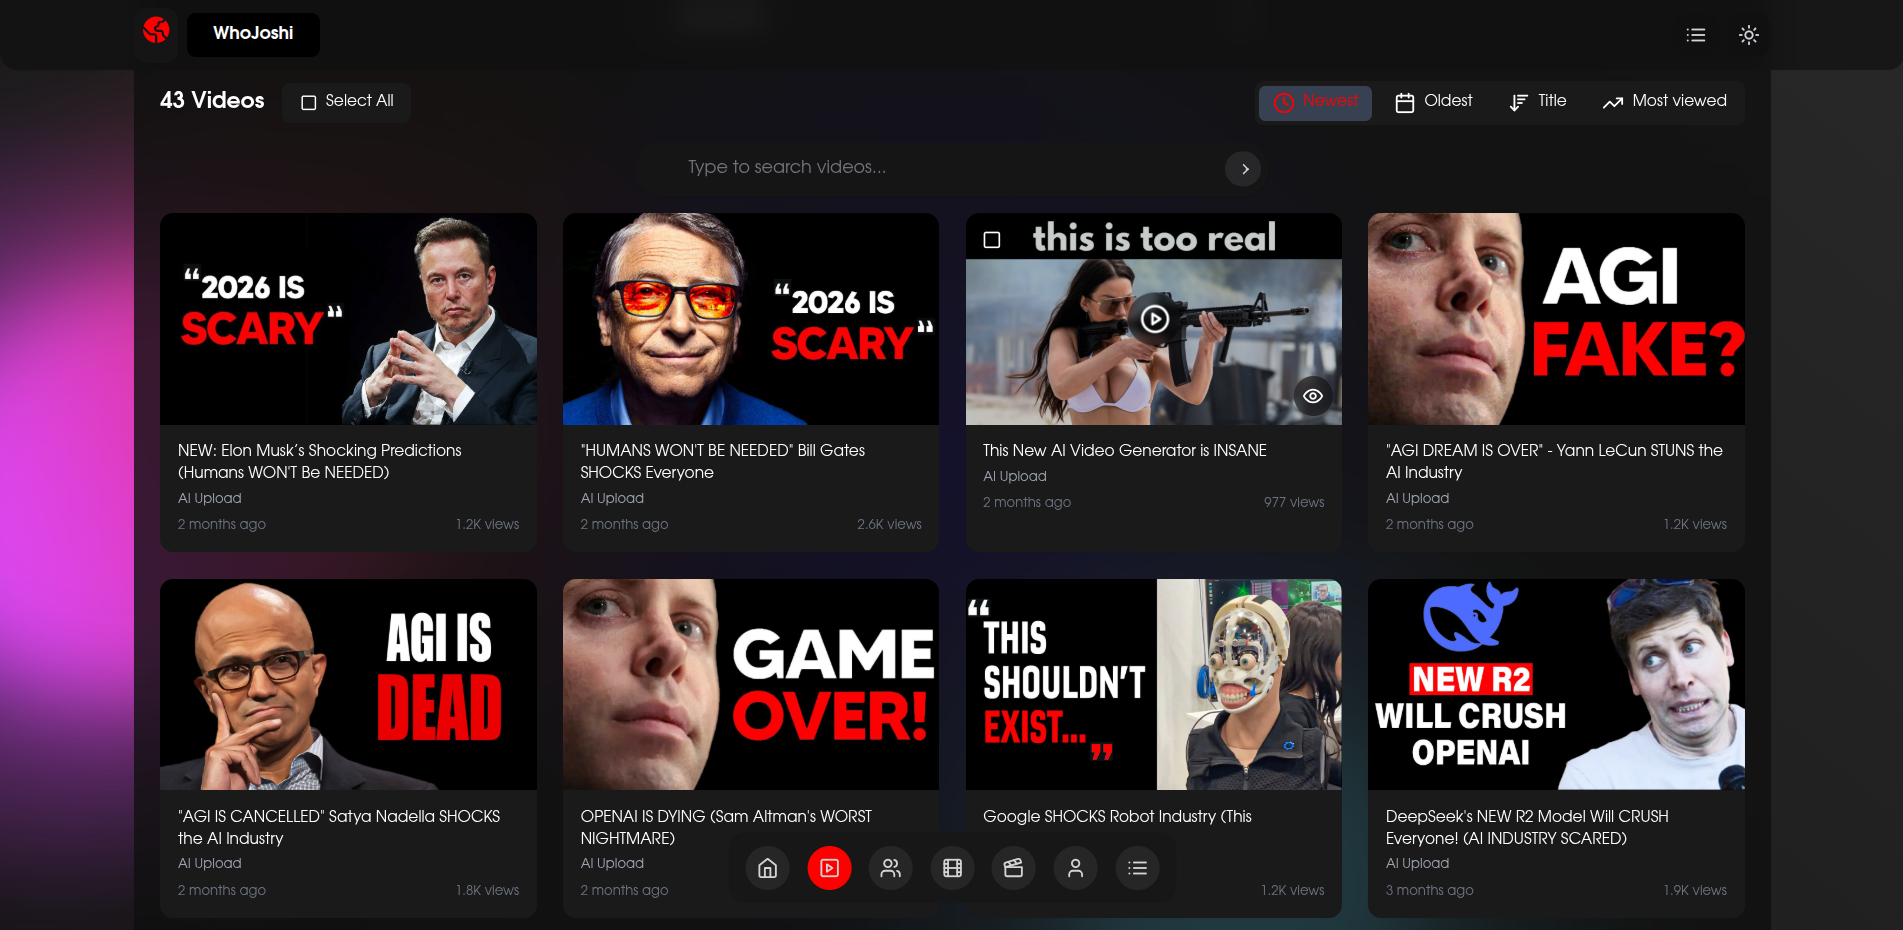 WhoJoshi
43 Videos
Select All
Newest
Oldest
Title
Most viewed
Type to search videos...
“2026 IS
SCARY”
“2026 IS
SCARY”
this is too real
AGI
FAKE?
NEW: Elon Musk’s Shocking Predictions
(Humans WON'T Be NEEDED)
AI Upload
2 months ago
1.2K views
"HUMANS WON'T BE NEEDED" Bill Gates
SHOCKS Everyone
AI Upload
2 months ago
2.6K views
This New AI Video Generator is INSANE
AI Upload
2 months ago
977 views
"AGI DREAM IS OVER" - Yann LeCun STUNS the
AI Industry
AI Upload
2 months ago
1.2K views
AGI IS
DEAD
GAME
OVER!
“THIS
SHOULDN'T
EXIST...”
NEW R2
WILL CRUSH
OPENAI
"AGI IS CANCELLED" Satya Nadella SHOCKS
the AI Industry
AI Upload
2 months ago
1.8K views
OPENAI IS DYING (Sam Altman's WORST
NIGHTMARE)
AI Upload
2 months ago
Google SHOCKS Robot Industry (This
1.2K views
DeepSeek's NEW R2 Model Will CRUSH
Everyone! (AI INDUSTRY SCARED)
AI Upload
3 months ago
1.9K views